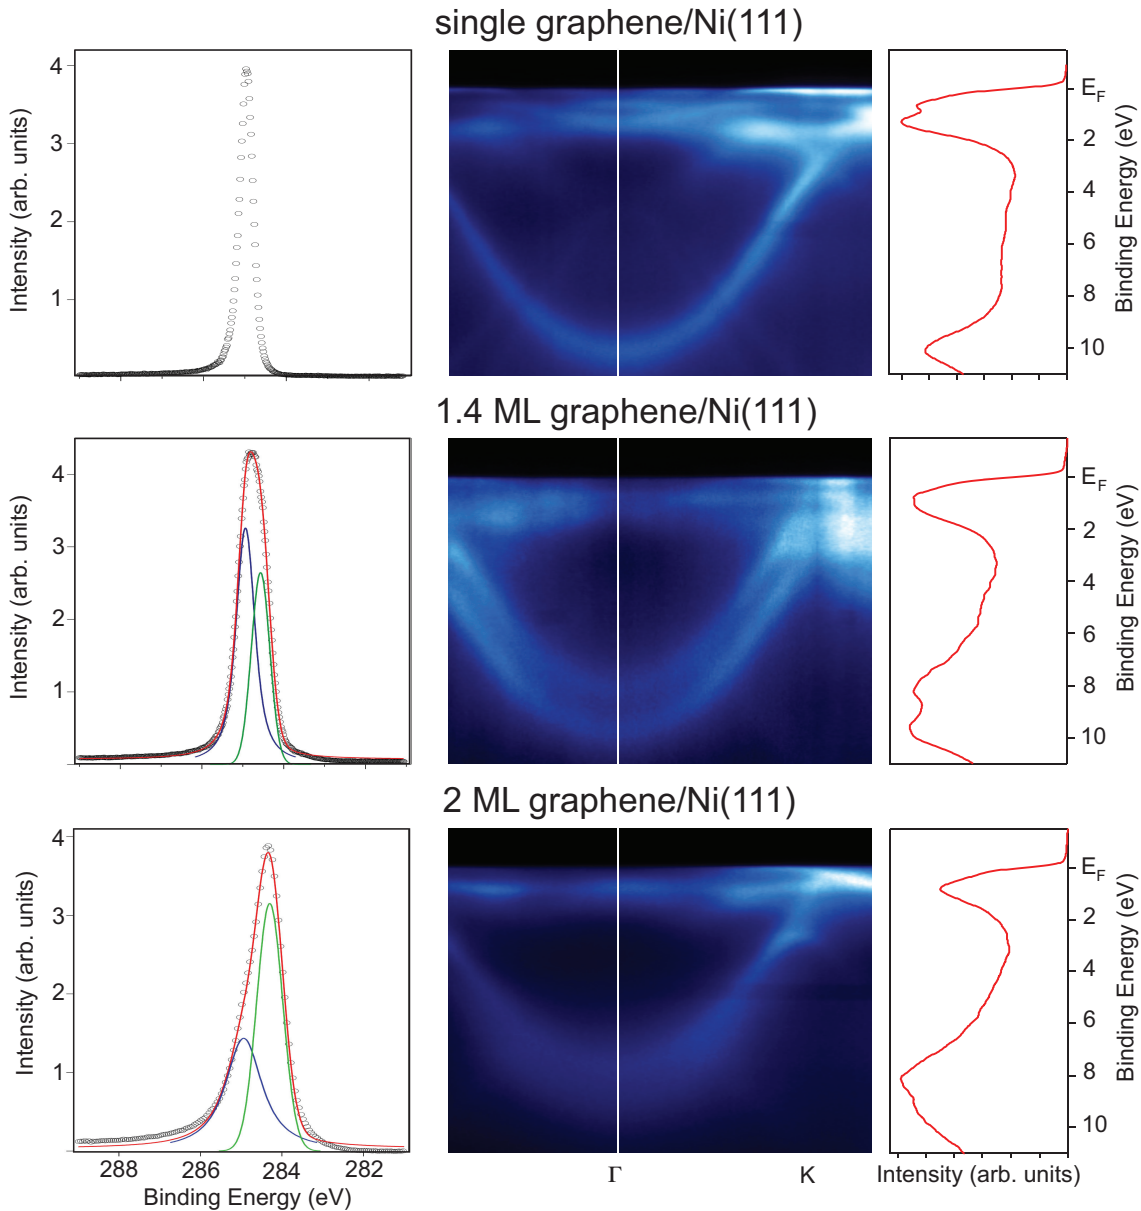 single graphene/Ni(111)
4
3
2
1
Intensity (arb. units)
E_F
2
4
6
8
10
Binding Energy (eV)
1.4 ML graphene/Ni(111)
4
3
2
1
Intensity (arb. units)
E_F
2
4
6
8
10
Binding Energy (eV)
2 ML graphene/Ni(111)
4
3
2
1
Intensity (arb. units)
288 286 284 282
Binding Energy (eV)
Γ K
E_F
2
4
6
8
10
Binding Energy (eV)
Intensity (arb. units)